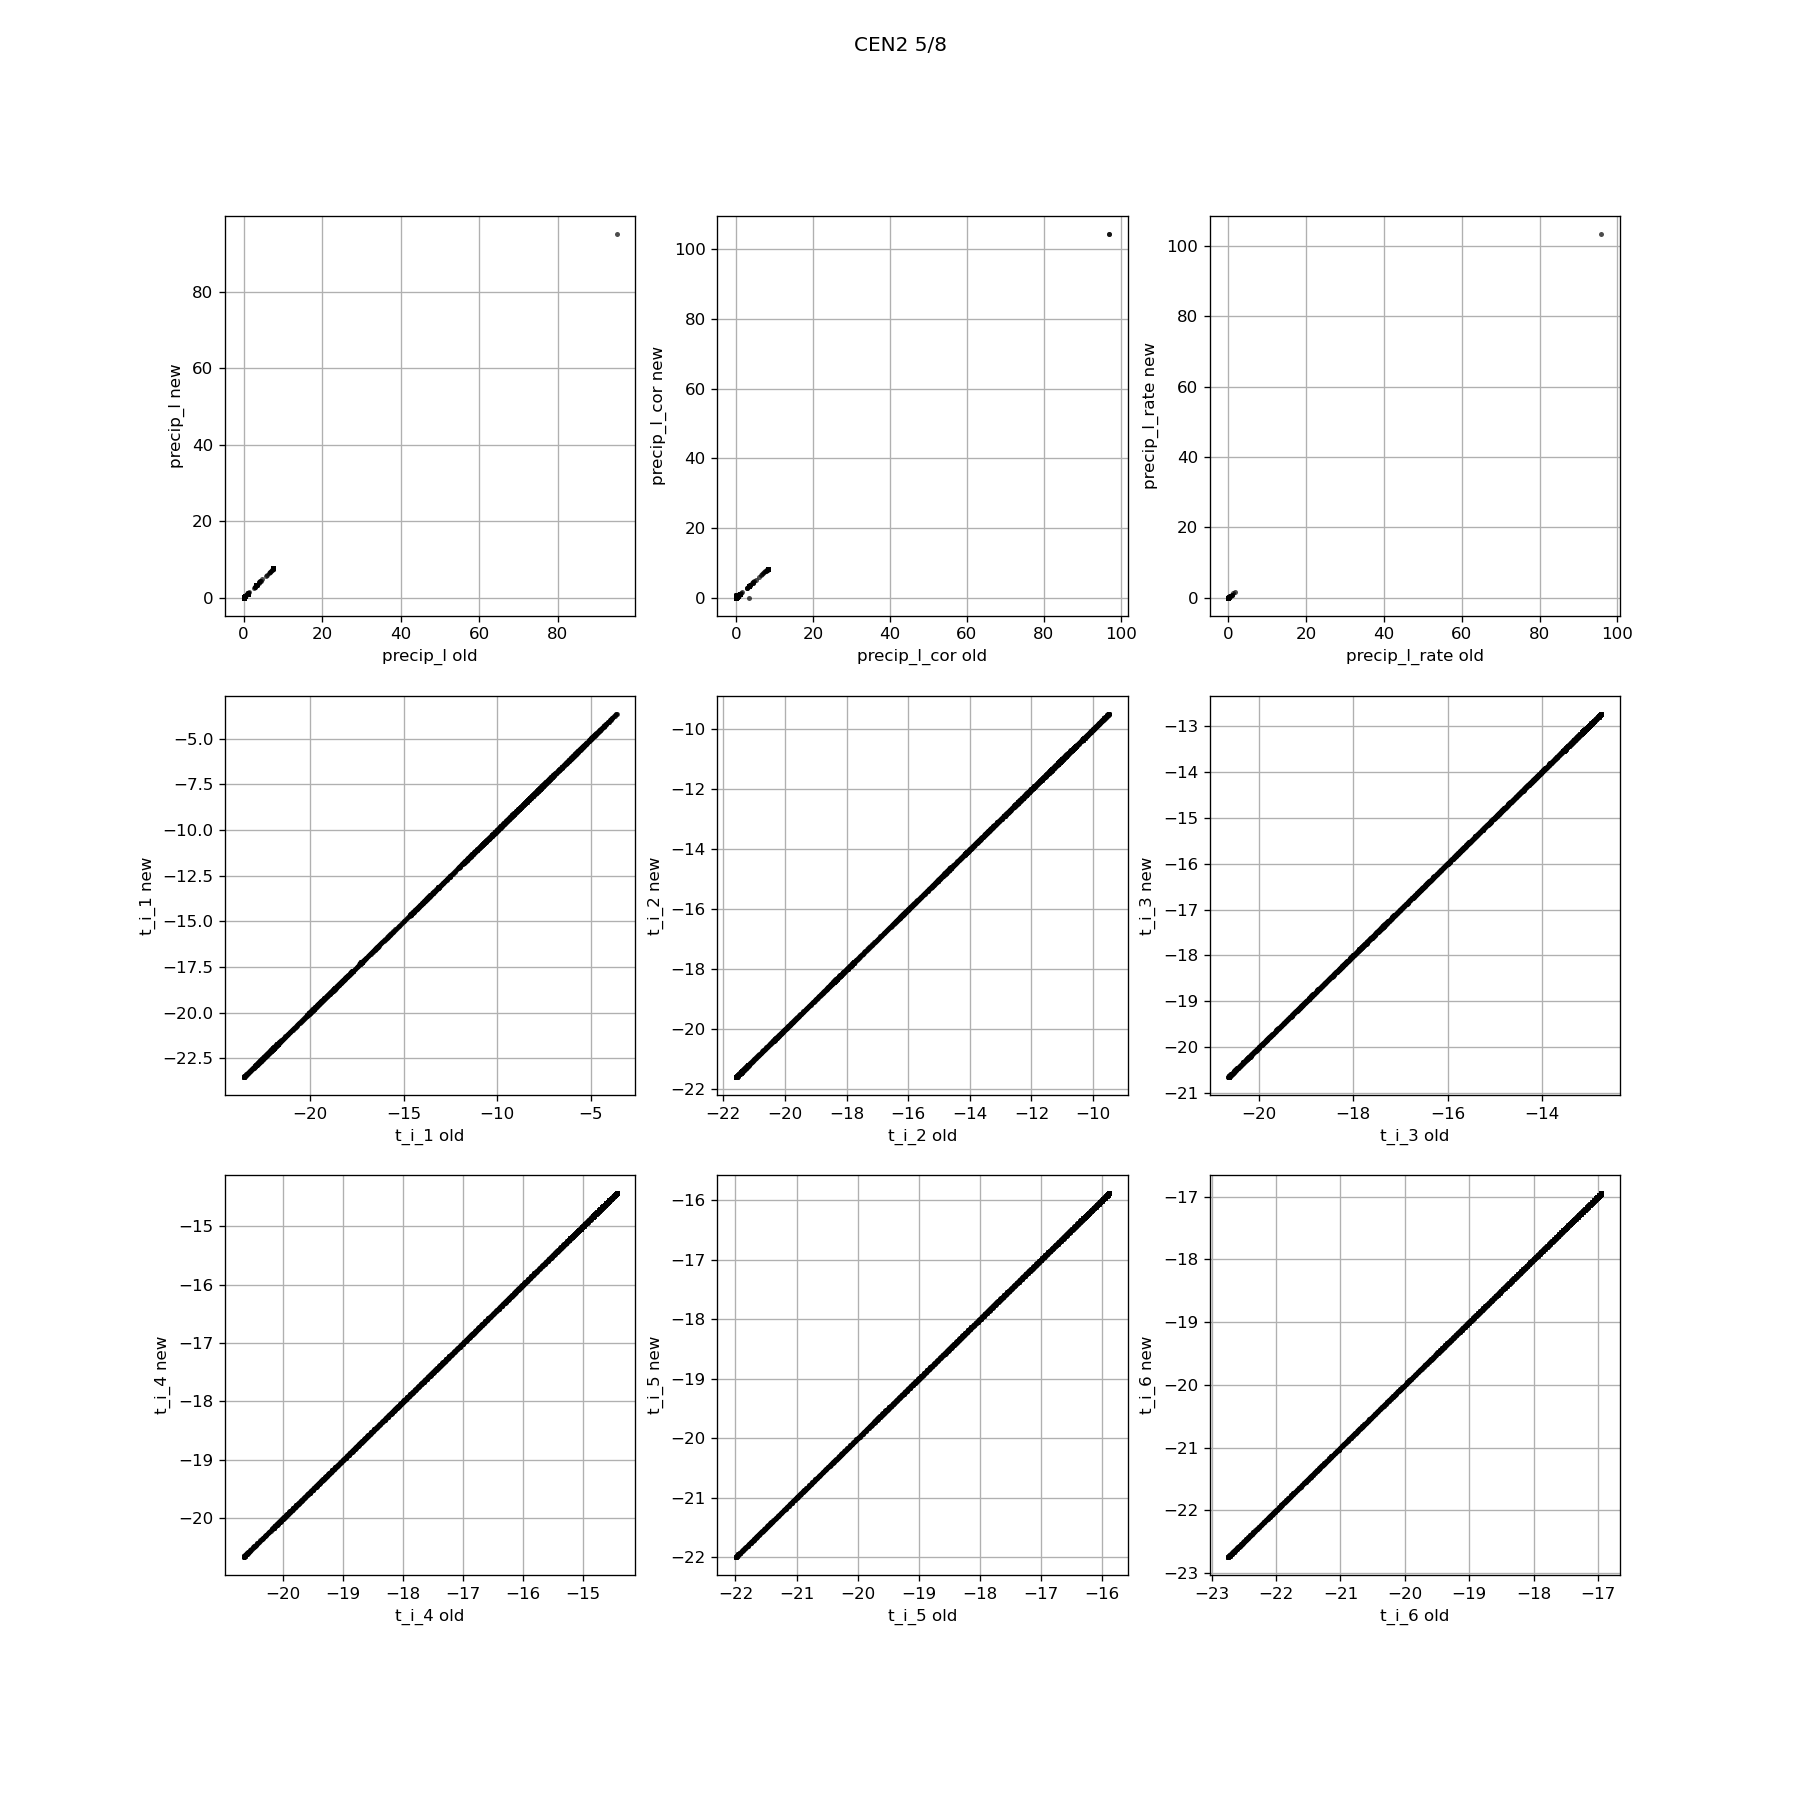 CEN2 5/8
precip_l new
80
60
40
20
0
0 20 40 60 80
precip_l old
precip_l_cor new
100
80
60
40
20
0
0 20 40 60 80 100
precip_l_cor old
precip_l_rate new
100
80
60
40
20
0
0 20 40 60 80 100
precip_l_rate old
t_i_1 new
−5.0
−7.5
−10.0
−12.5
−15.0
−17.5
−20.0
−22.5
−20 −15 −10 −5
t_i_1 old
t_i_2 new
−10
−12
−14
−16
−18
−20
−22
−22 −20 −18 −16 −14 −12 −10
t_i_2 old
t_i_3 new
−13
−14
−15
−16
−17
−18
−19
−20
−21
−20 −18 −16 −14
t_i_3 old
t_i_4 new
−15
−16
−17
−18
−19
−20
−20 −19 −18 −17 −16 −15
t_i_4 old
t_i_5 new
−16
−17
−18
−19
−20
−21
−22
−22 −21 −20 −19 −18 −17 −16
t_i_5 old
t_i_6 new
−17
−18
−19
−20
−21
−22
−23
−23 −22 −21 −20 −19 −18 −17
t_i_6 old